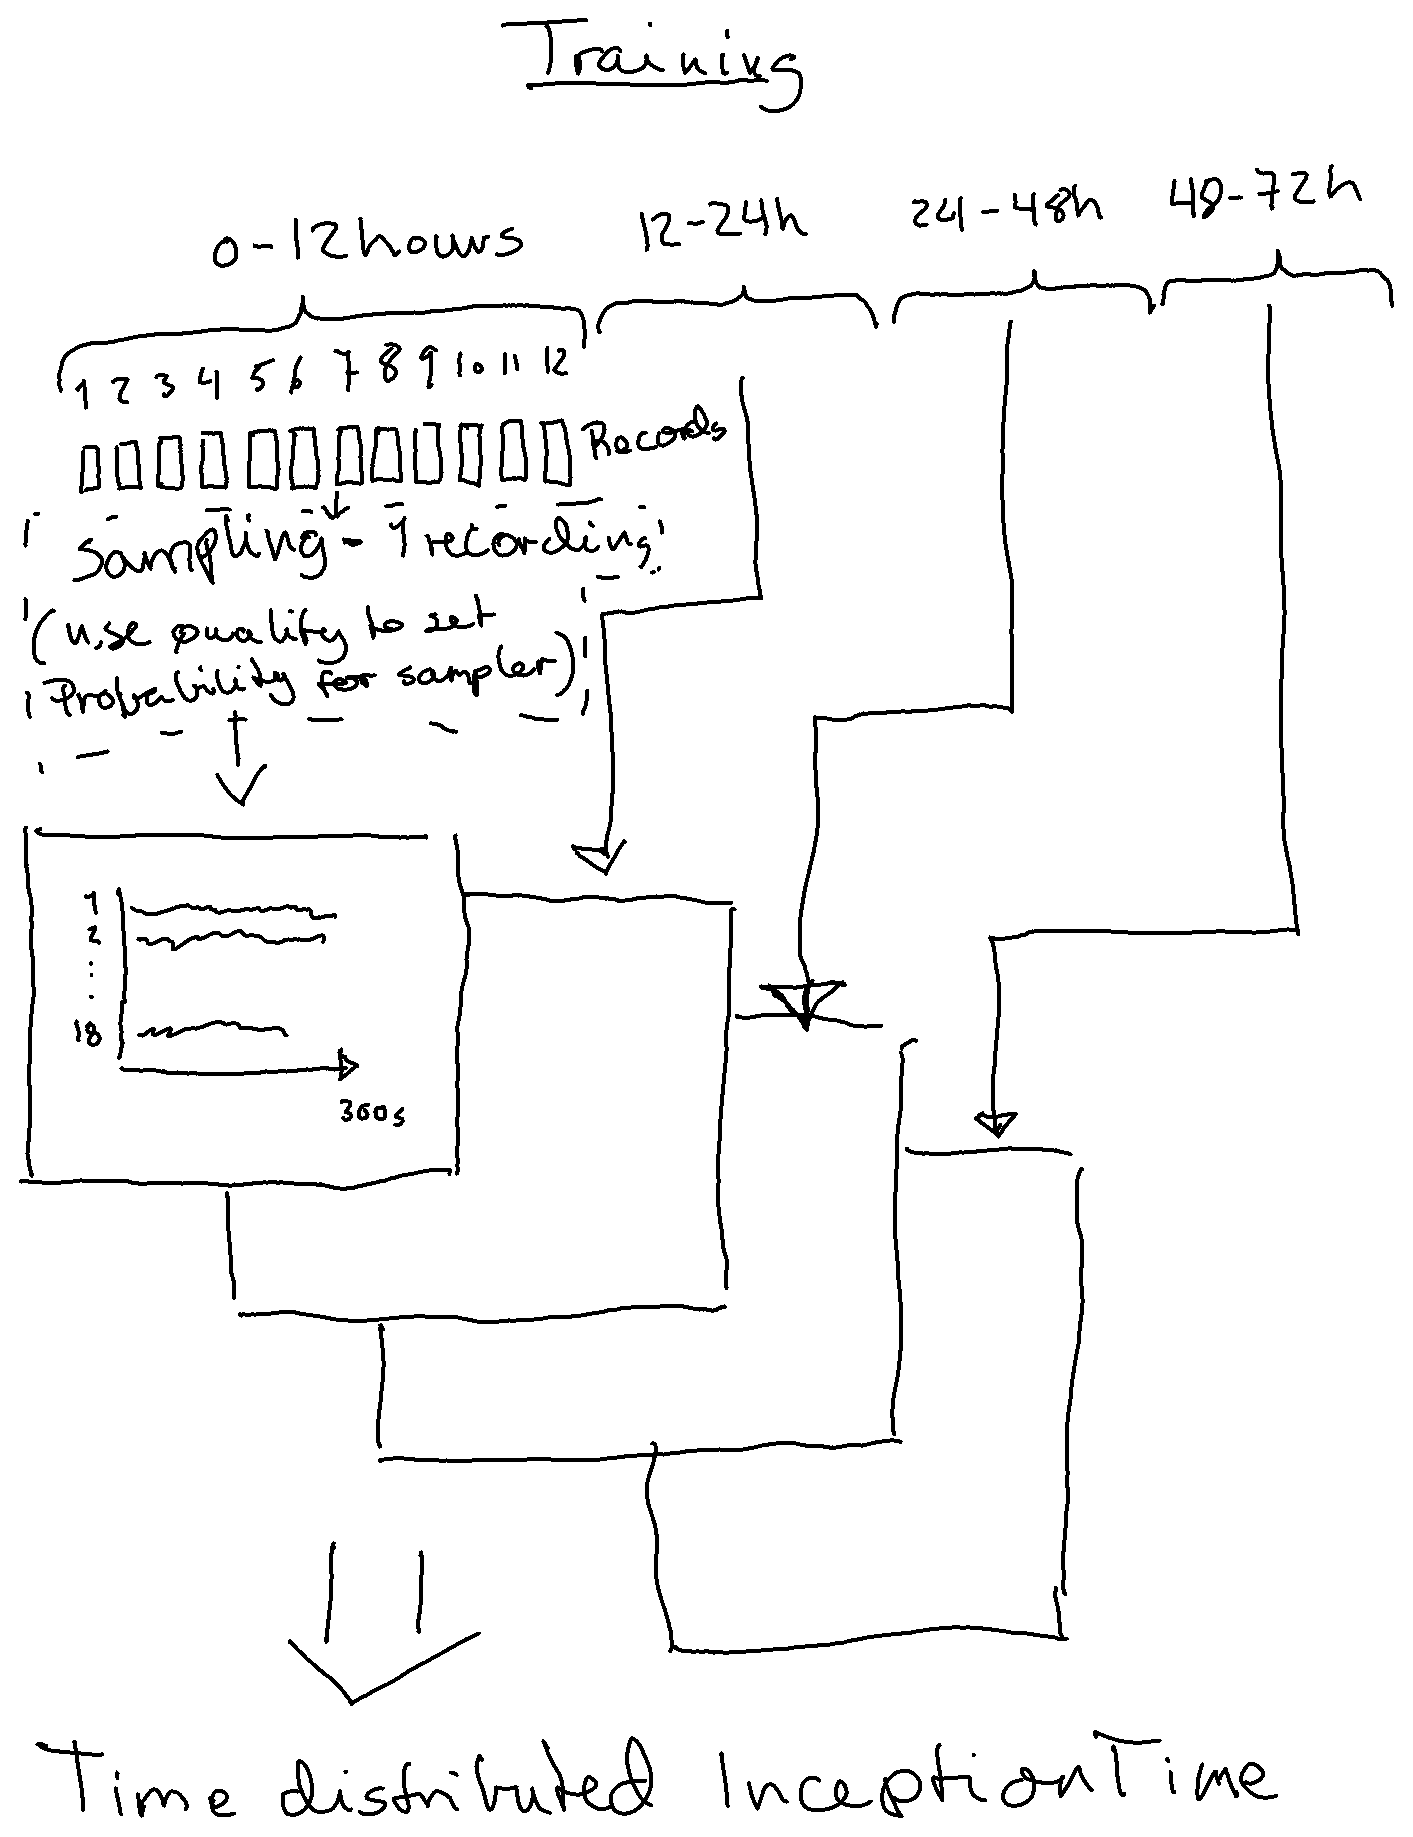 Training
0-12hours
12-24h
24-48h
48-72h
1 2 3 4 5 6 7 8 9 10 11 12
Records
Sampling - 1 recording
(use quality to set
Probability for sampler)
1
2
18
300s
Time distributed InceptionTime